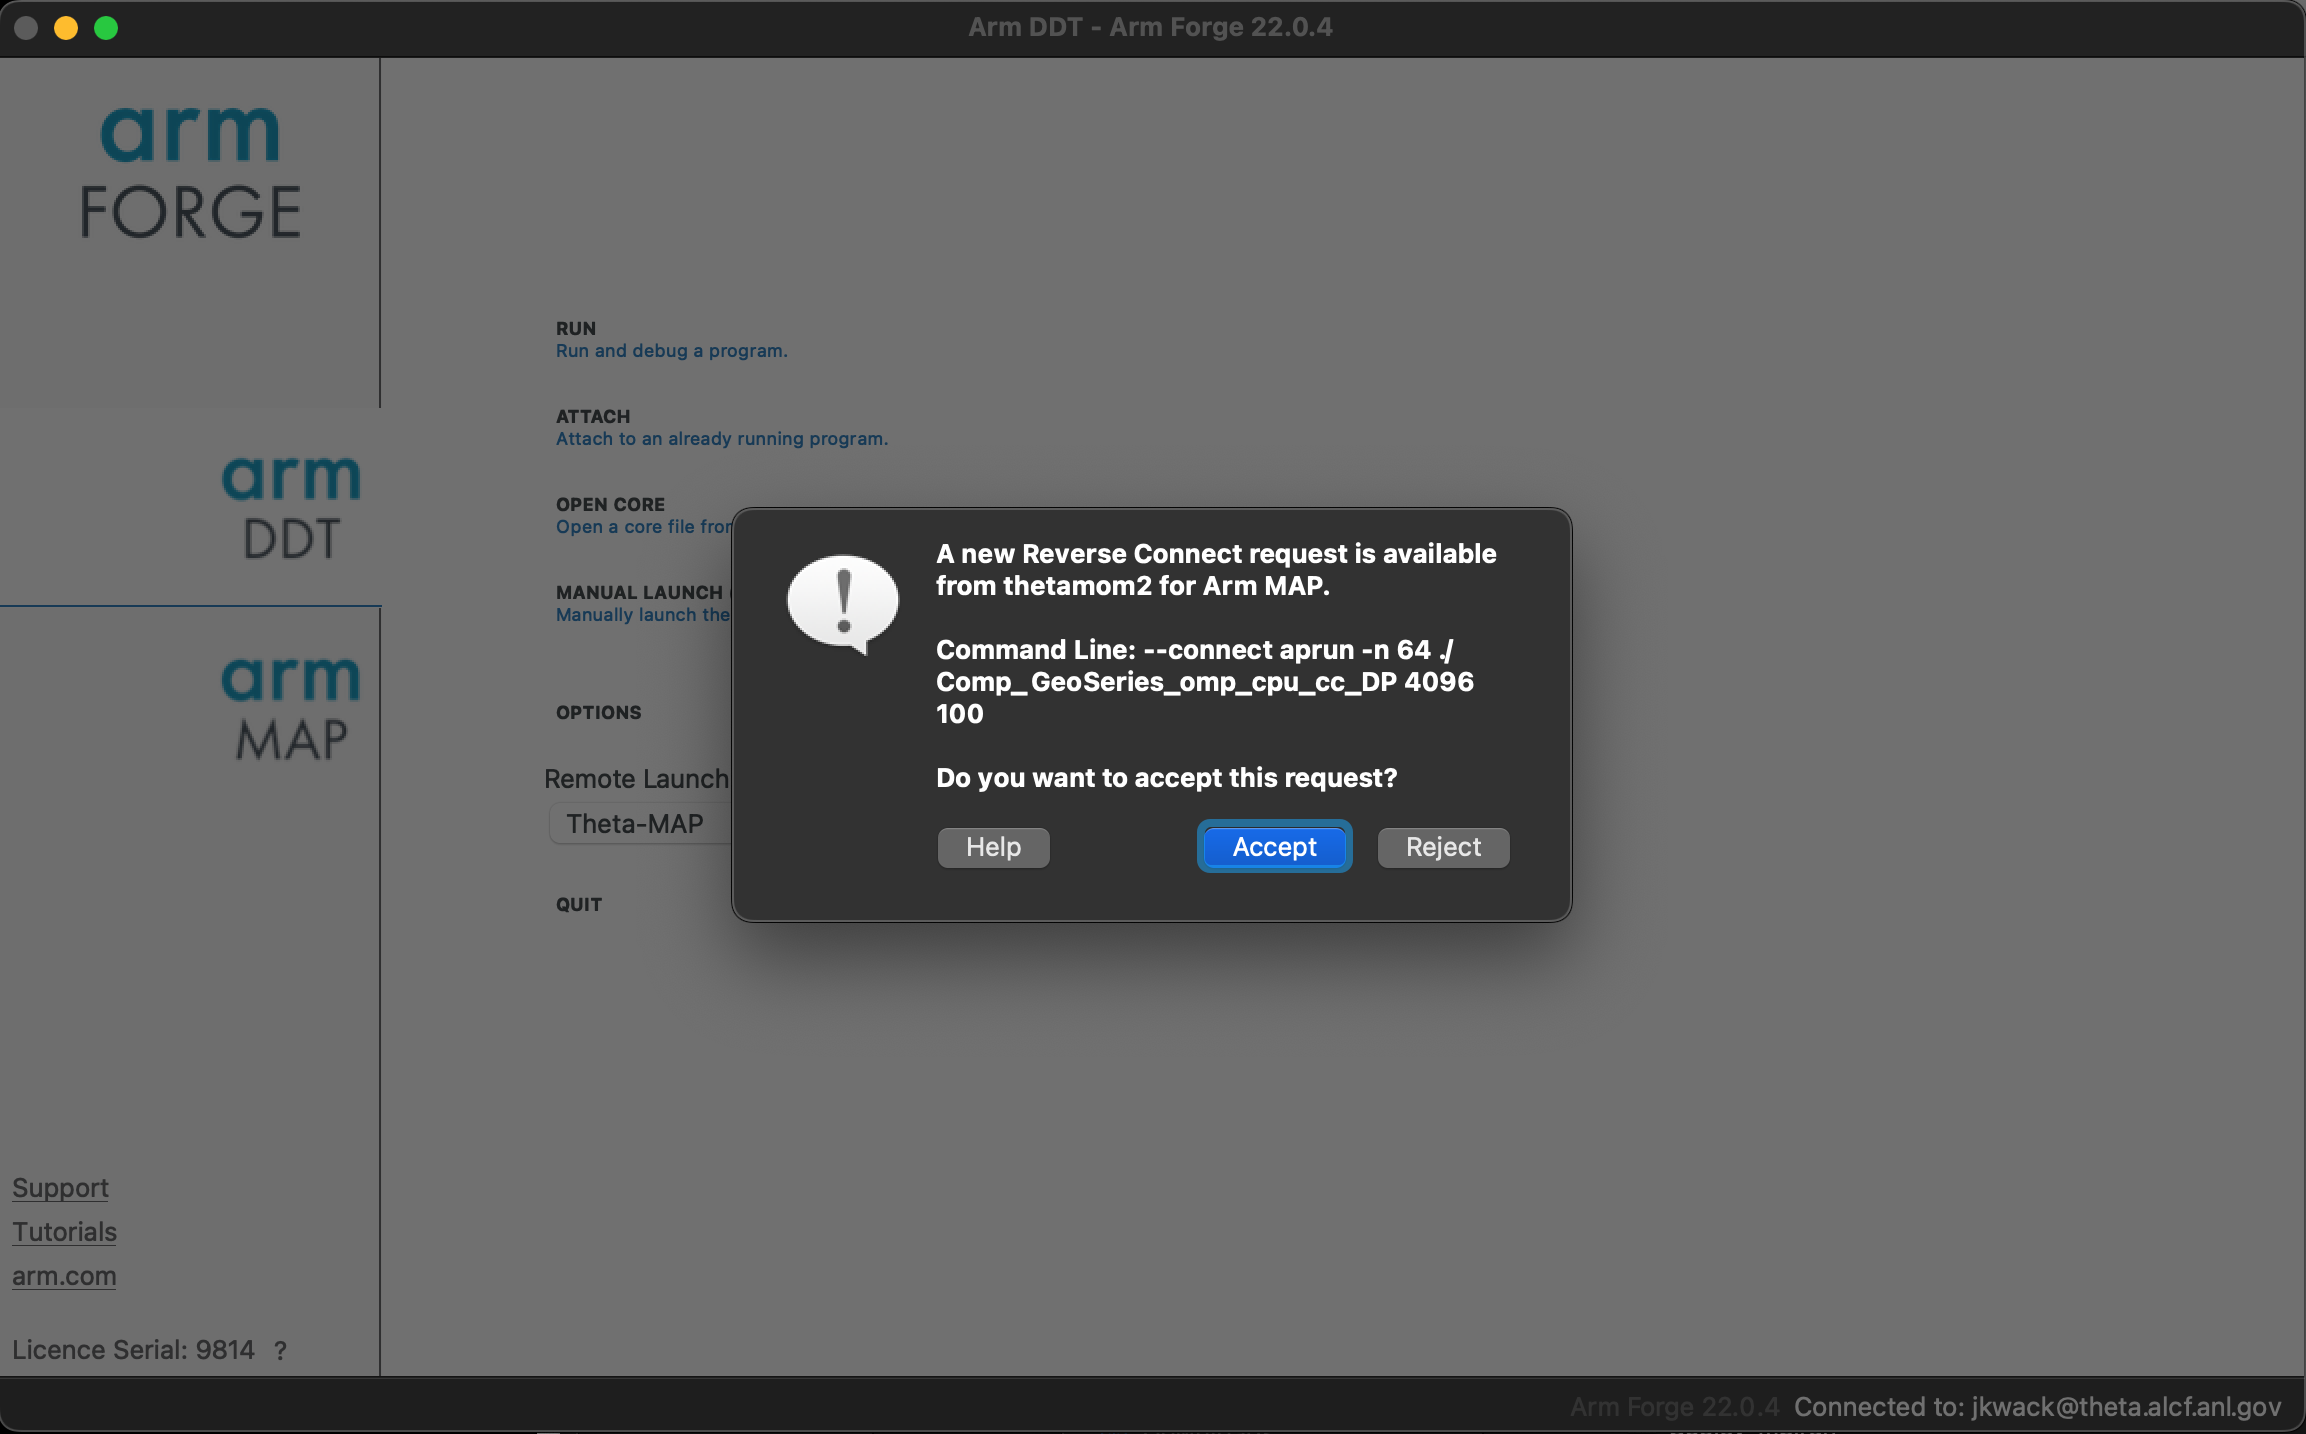 Arm DDT - Arm Forge 22.0.4
arm
FORGE
arm
DDT
arm
MAP
Support
Tutorials
arm.com
Licence Serial: 9814 ?
RUN
Run and debug a program.
ATTACH
Attach to an already running program.
OPEN CORE
Open a core file
MANUAL LAUNCH
Manually launch the
OPTIONS
Remote Launch
Theta-MAP
QUIT
A new Reverse Connect request is available
from thetamom2 for Arm MAP.
Command Line: --connect aprun -n 64 ./
Comp_GeoSeries_omp_cpu_cc_DP 4096
100
Do you want to accept this request?
Help
Accept
Reject
Arm Forge 22.0.4 Connected to: jkwack@theta.alcf.anl.gov